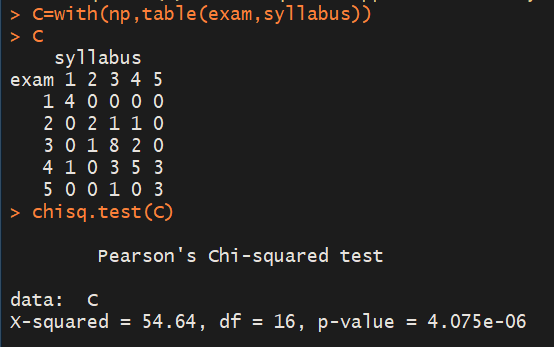 > C=with(np,table(exam,syllabus))
> C
    syllabus
exam 1 2 3 4 5
   1 4 0 0 0 0
   2 0 2 1 1 0
   3 0 1 8 2 0
   4 1 0 3 5 3
   5 0 0 1 0 3
> chisq.test(C)
        Pearson's Chi-squared test
data:  C
X-squared = 54.64, df = 16, p-value = 4.075e-06